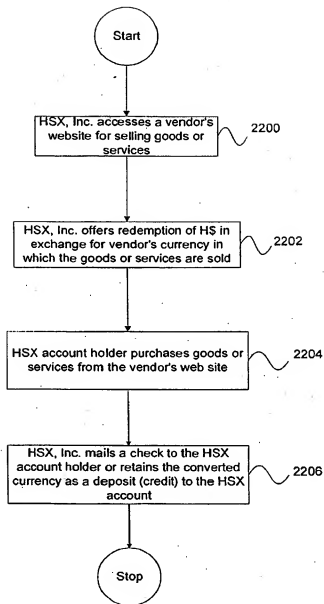 Start
HSX, Inc. accesses a vendor's
website for selling goods or
services
2200
HSX, Inc. offers redemption of H$ in
exchange for vendor's currency in
which the goods or services are sold
2202
HSX account holder purchases goods or
services from the vendor's web site
2204
HSX, Inc. mails a check to the HSX
account holder or retains the converted
currency as a deposit (credit) to the HSX
account
2206
Stop